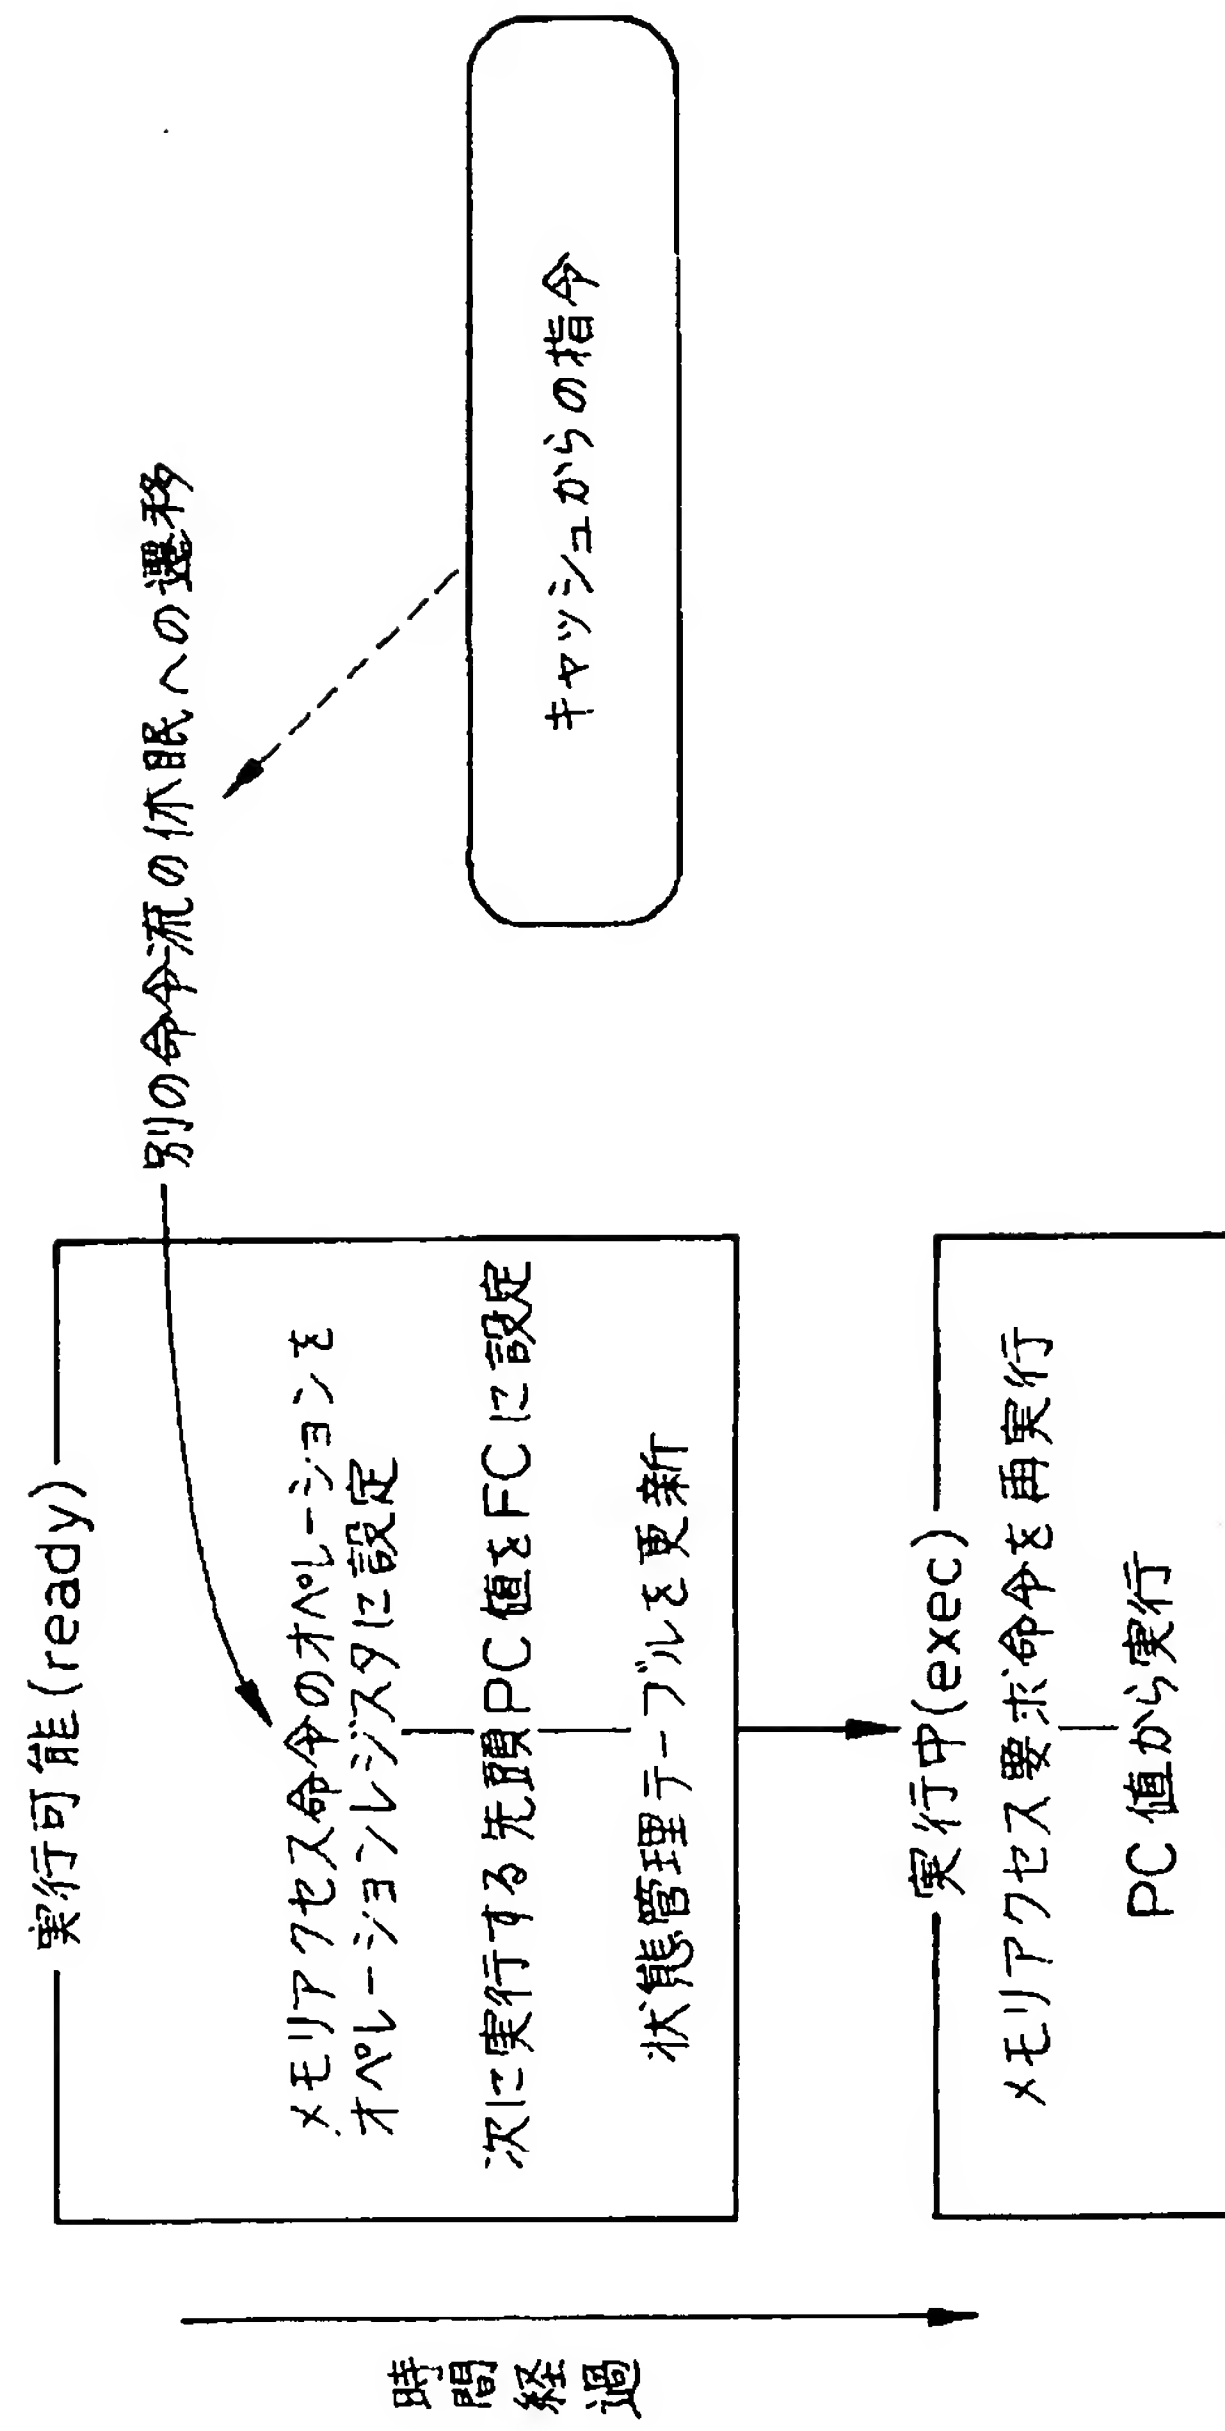 時間経過
実行可能(ready)
別の命令流の休眠への遷移
メモリアクセス命令のオペレーションを
オペレーションレジスタに設定
次に実行する先頭PC値をFCに設定
状態管理テーブルを更新
キャッシュからの指令
実行中(exec)
メモリアクセス要求命令を再実行
PC値から実行